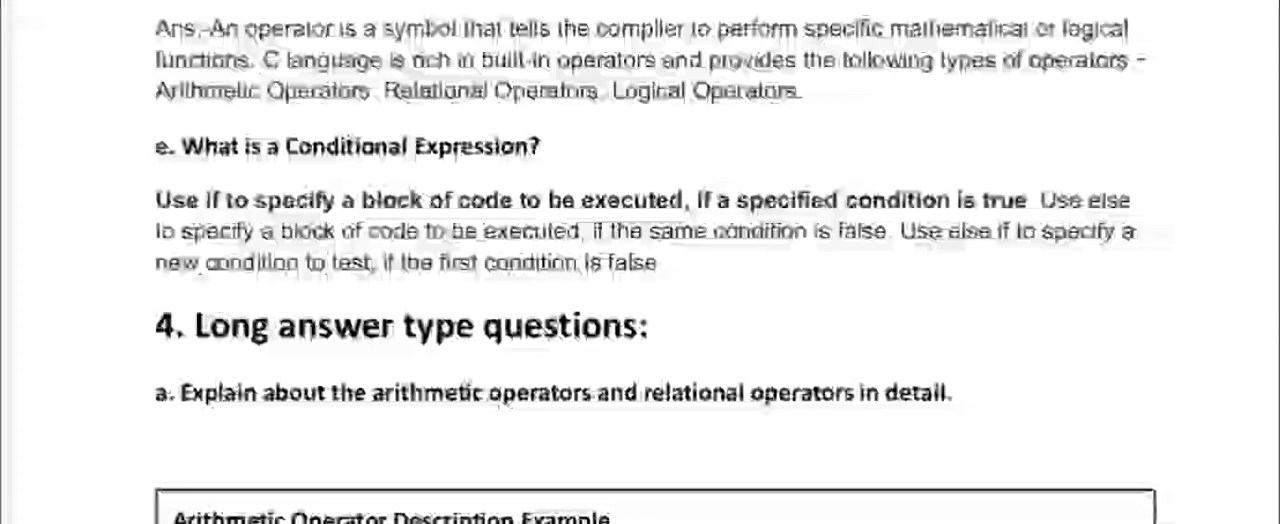 Ans:-An operator is a symbol that tells the compiler to perform specific mathematical or logical
functions. C language is rich in built-in operators and provides the following types of operators -
Arithmetic Operators. Relational Operators. Logical Operators.
e. What is a Conditional Expression?
Use if to specify a block of code to be executed, if a specified condition is true. Use else
to specify a block of code to be executed, if the same condition is false. Use else if to specify a
new condition to test, if the first condition is false
4. Long answer type questions:
a. Explain about the arithmetic operators and relational operators in detail.
Arithmetic Operator Description Example